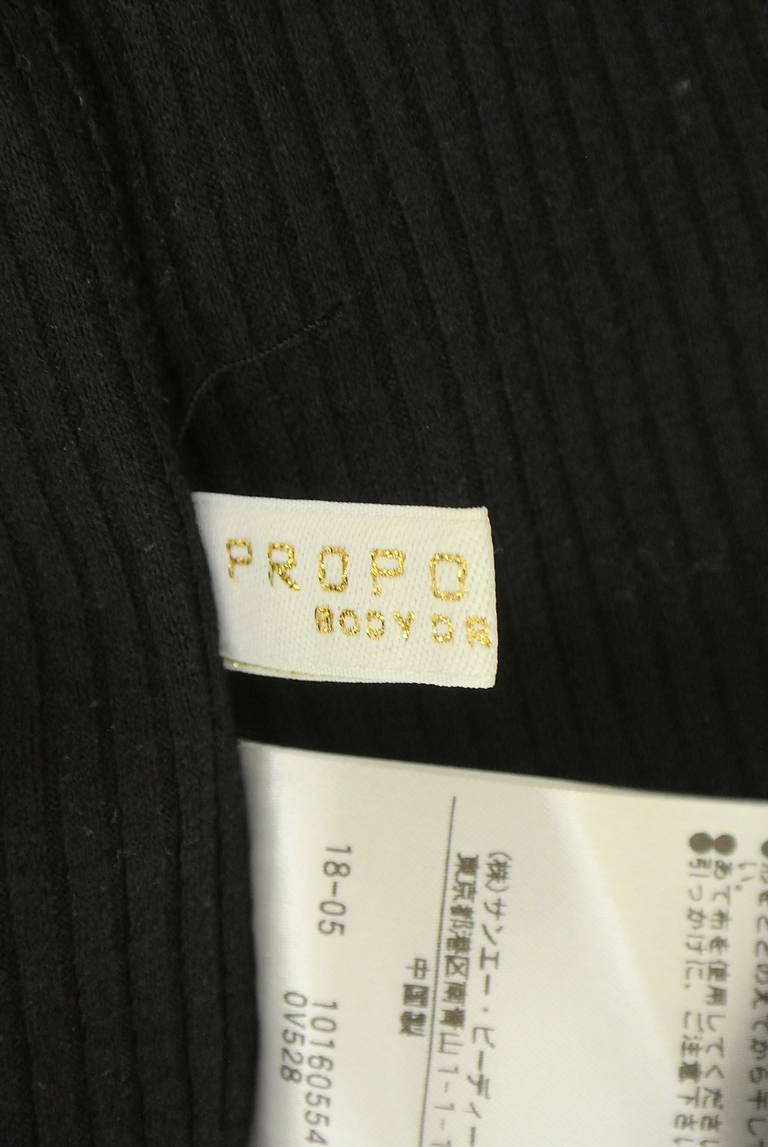 PROPO
BODY DR
い。
あて布を使用してくださ
引っかけに、ご注意下さ
(株)サンエー・ビーディー
東京都港区南青山1-1-1
中国製
18-05 10160554
0V528